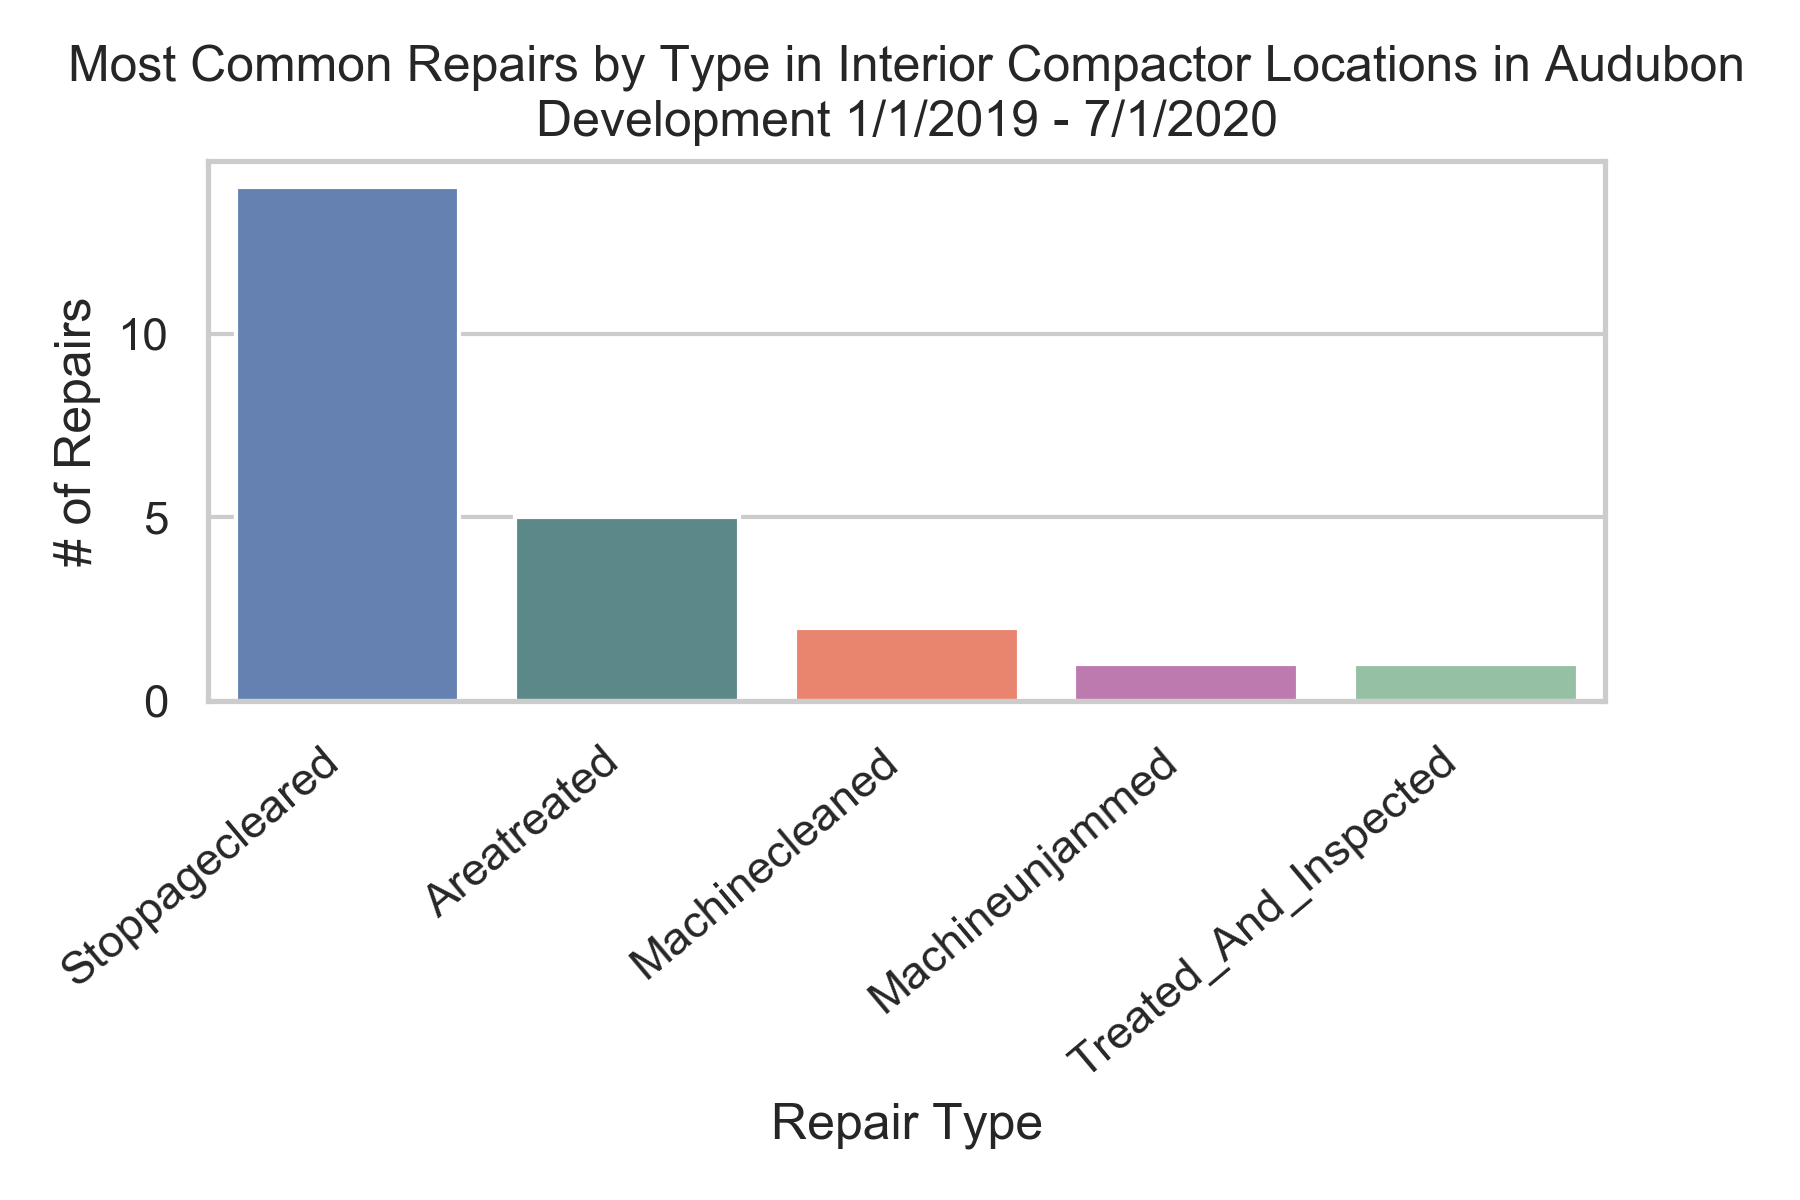 Most Common Repairs by Type in Interior Compactor Locations in Audubon
Development 1/1/2019 - 7/1/2020
# of Repairs
10
5
0
Stoppagecleared
Areatreated
Machinecleaned
Machineunjammed
Treated_And_Inspected
Repair Type